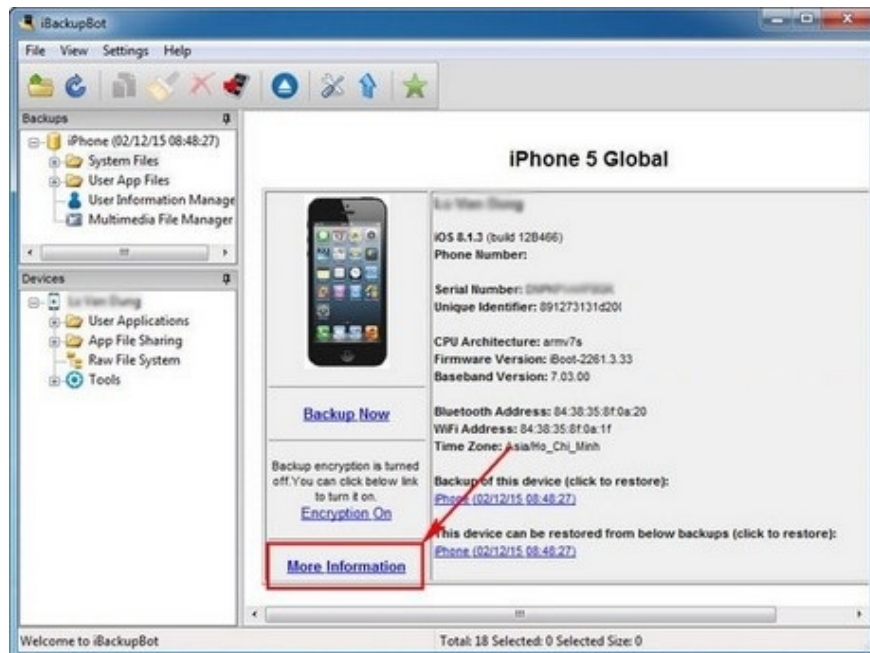 iBackupBot
File View Settings Help
Backups
iPhone (02/12/15 08:48:27)
System Files
User App Files
User Information Manage
Multimedia File Manager
Devices
User Applications
App File Sharing
Raw File System
Tools
iPhone 5 Global
iOS 8.1.3 (build 12B466)
Phone Number:
Serial Number:
Unique Identifier: 891273131d20
CPU Architecture: armv7s
Firmware Version: iBoot-2261.3.33
Baseband Version: 7.03.00
Bluetooth Address: 84:38:35:8f:0a:20
WiFi Address: 84:38:35:8f:0a:1f
Time Zone: Asia/Ho_Chi_Minh
Backup of this device (click to restore):
iPhone (02/12/15 08:48:27)
This device can be restored from below backups (click to restore):
iPhone (02/12/15 08:48:27)
Backup Now
Backup encryption is turned
off.You can click below link
to turn it on.
Encryption On
More Information
Welcome to iBackupBot
Total: 18 Selected: 0 Selected Size: 0